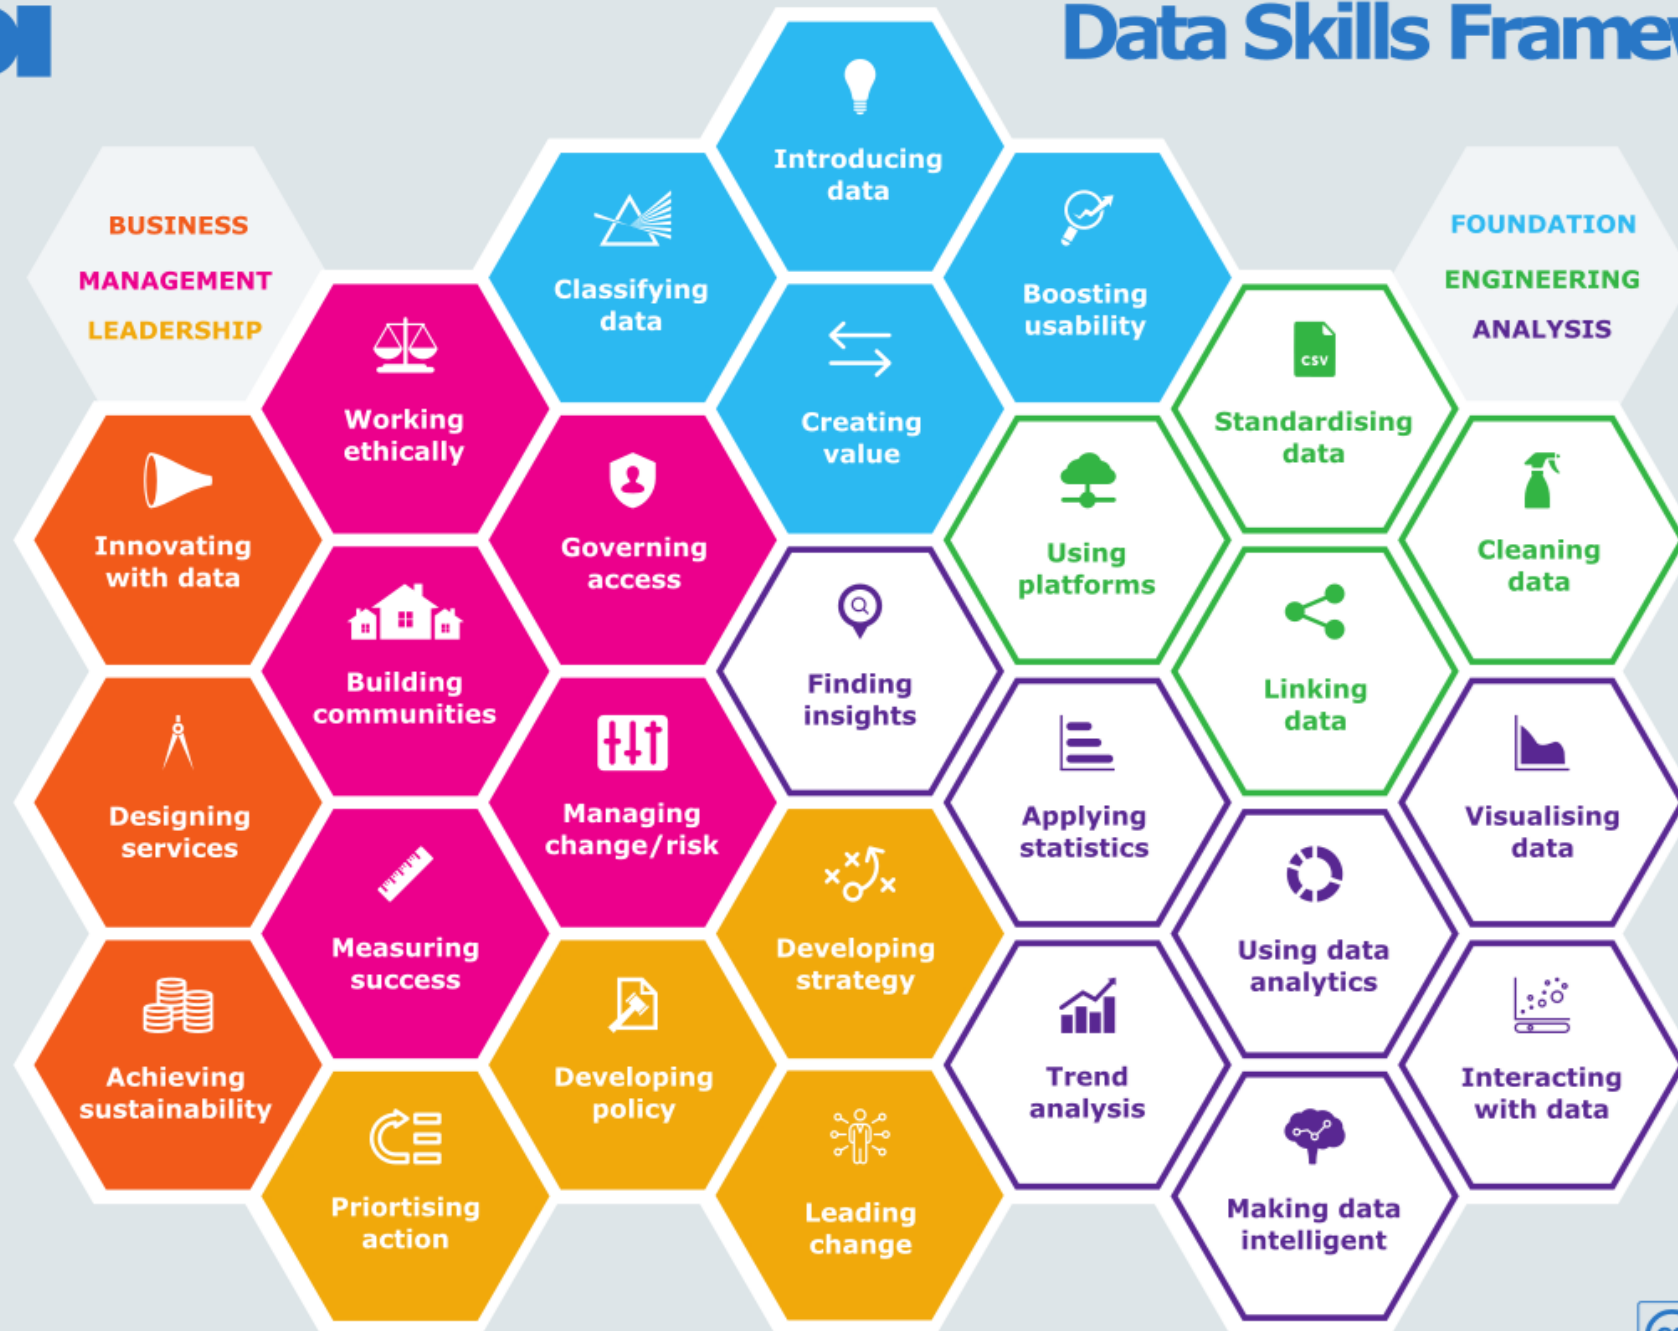 Data Skills
Introducing
data
BUSINESS
MANAGEMENT
LEADERSHIP
Classifying
data
Boosting
usability
FOUNDATION
ENGINEERING
ANALYSIS
Working
ethically
Creating
value
CSV
Standardising
data
Innovating
with data
Governing
access
Using
platforms
Cleaning
data
Building
communities
Finding
insights
Linking
data
Designing
services
Managing
change/risk
Applying
statistics
Visualising
data
Measuring
success
Developing
strategy
Using data
analytics
Achieving
sustainability
Developing
policy
Trend
analysis
Interacting
with data
Prioritising
action
Leading
change
Making data
intelligent